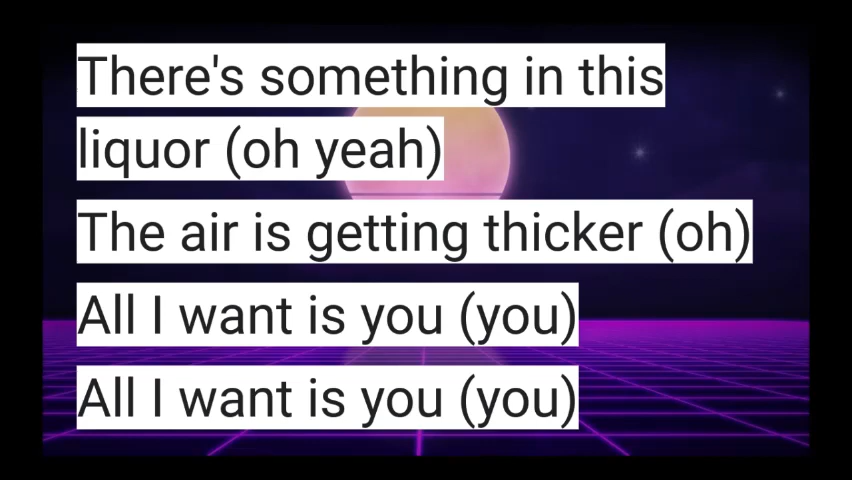 There's something in this
liquor (oh yeah)
The air is getting thicker (oh)
All I want is you (you)
All I want is you (you)